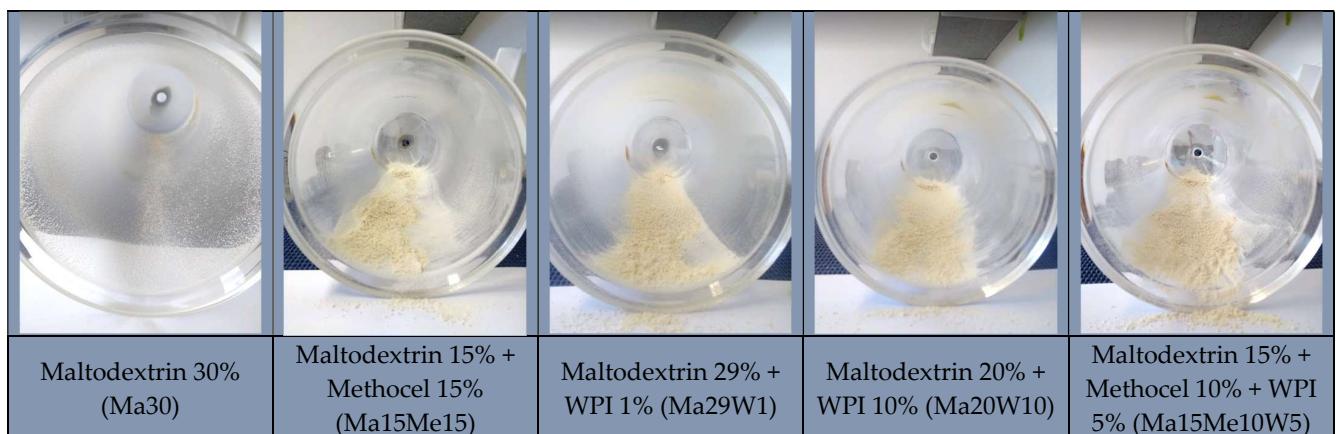 Maltodextrin 30%
(Ma30)
Maltodextrin 15% +
Methocel 15%
(Ma15Me15)
Maltodextrin 29% +
WPI 1% (Ma29W1)
Maltodextrin 20% +
WPI 10% (Ma20W10)
Maltodextrin 15% +
Methocel 10% + WPI
5% (Ma15Me10W5)